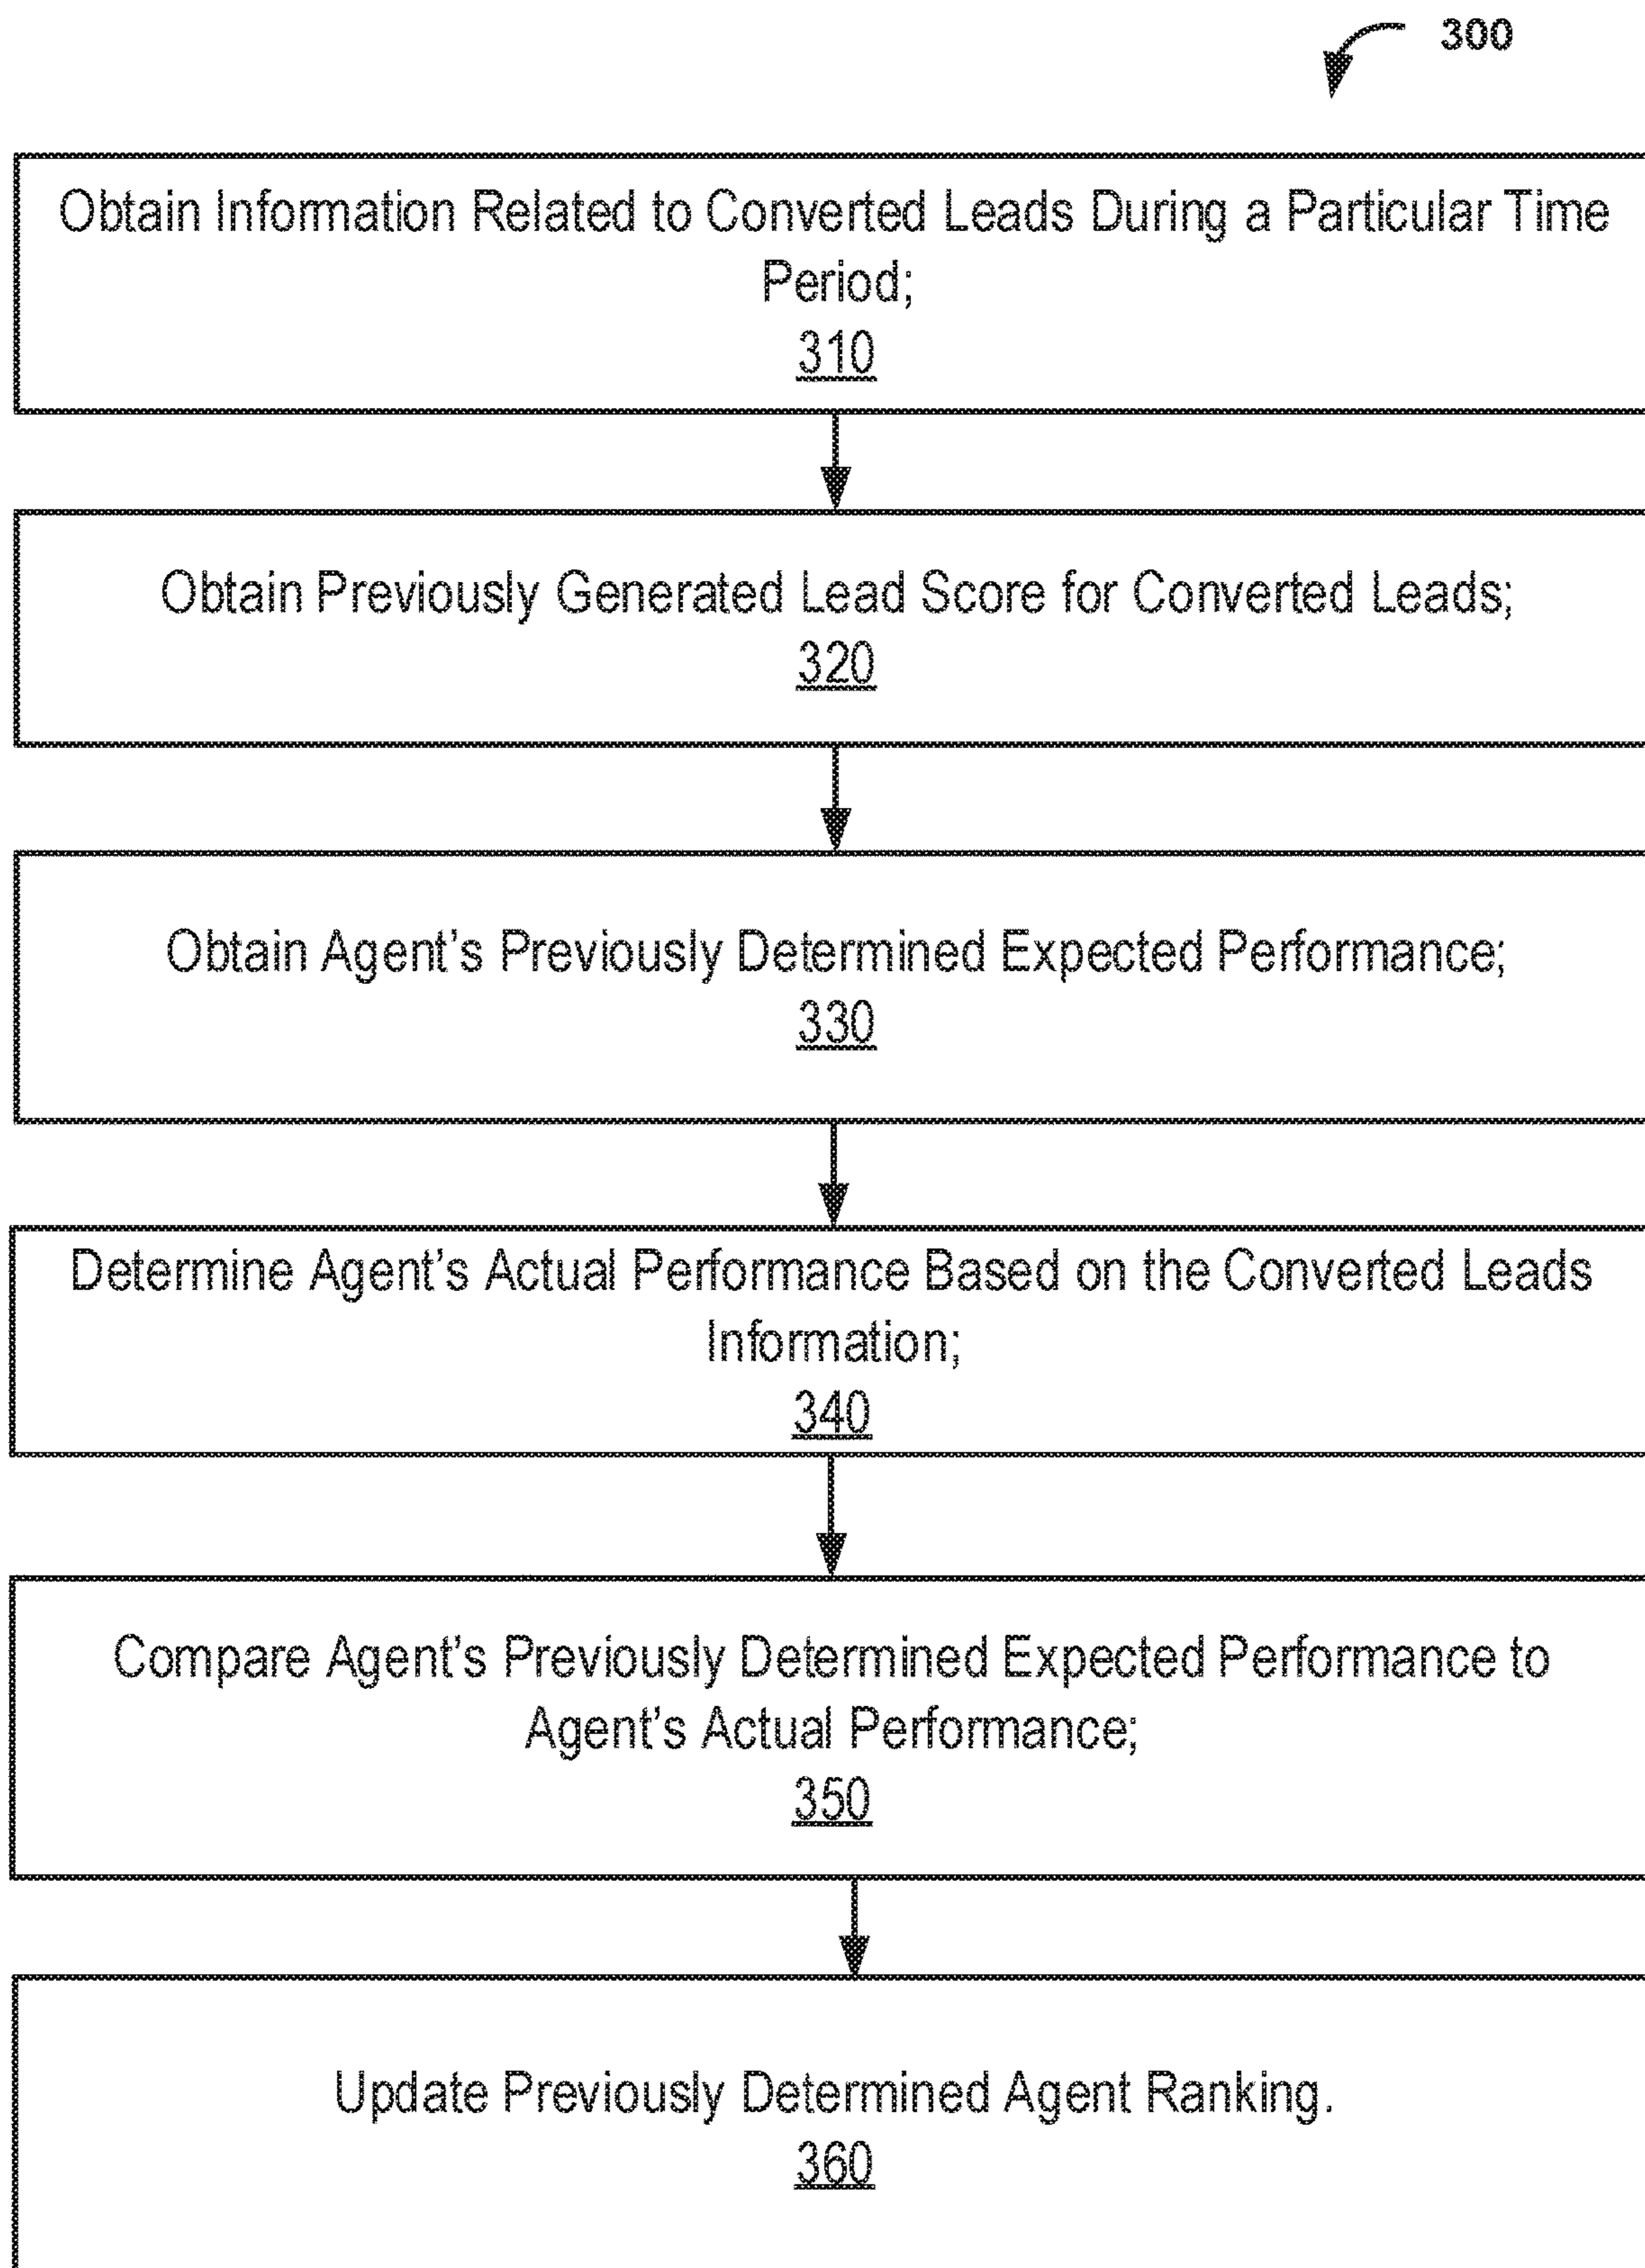 300
Obtain Information Related to Converted Leads During a Particular Time
Period;
310
Obtain Previously Generated Lead Score for Converted Leads;
320
Obtain Agent's Previously Determined Expected Performance;
330
Determine Agent's Actual Performance Based on the Converted Leads
Information;
340
Compare Agent's Previously Determined Expected Performance to
Agent's Actual Performance;
350
Update Previously Determined Agent Ranking.
360